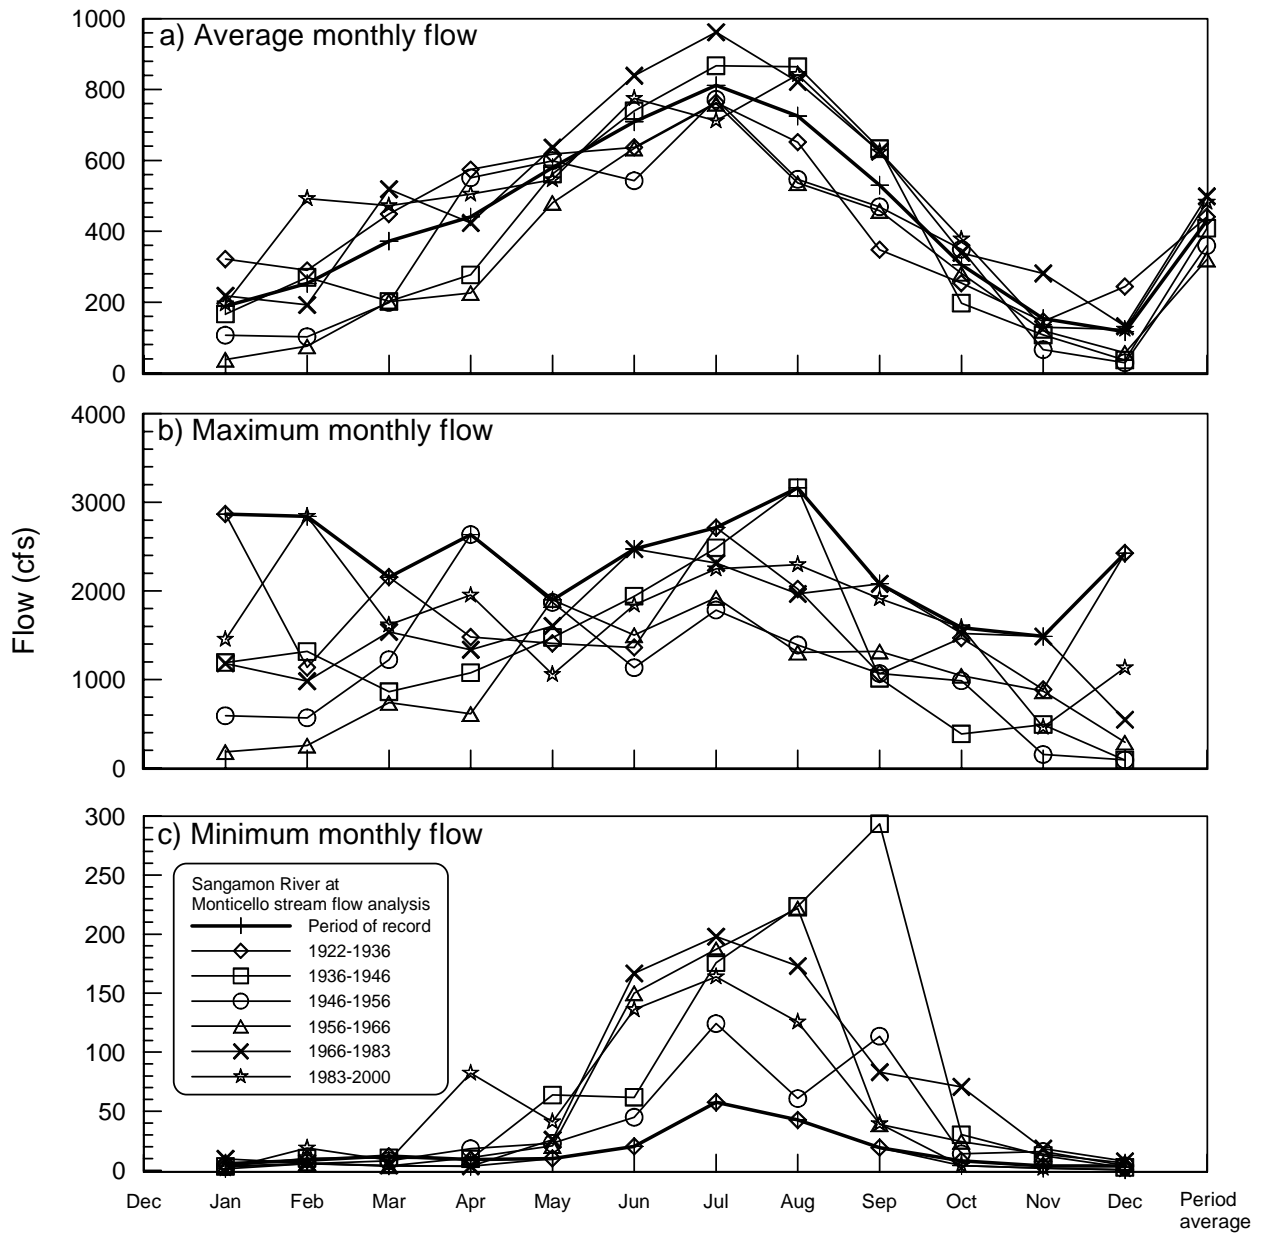 1000
a) Average monthly flow
800
600
400
200
0
4000
b) Maximum monthly flow
3000
2000
1000
0
Flow (cfs)
300
c) Minimum monthly flow
250
200
150
100
50
0
Sangamon River at
Monticello stream flow analysis
Period of record
1922-1936
1936-1946
1946-1956
1956-1966
1966-1983
1983-2000
Dec Jan Feb Mar Apr May Jun Jul Aug Sep Oct Nov Dec Period
average